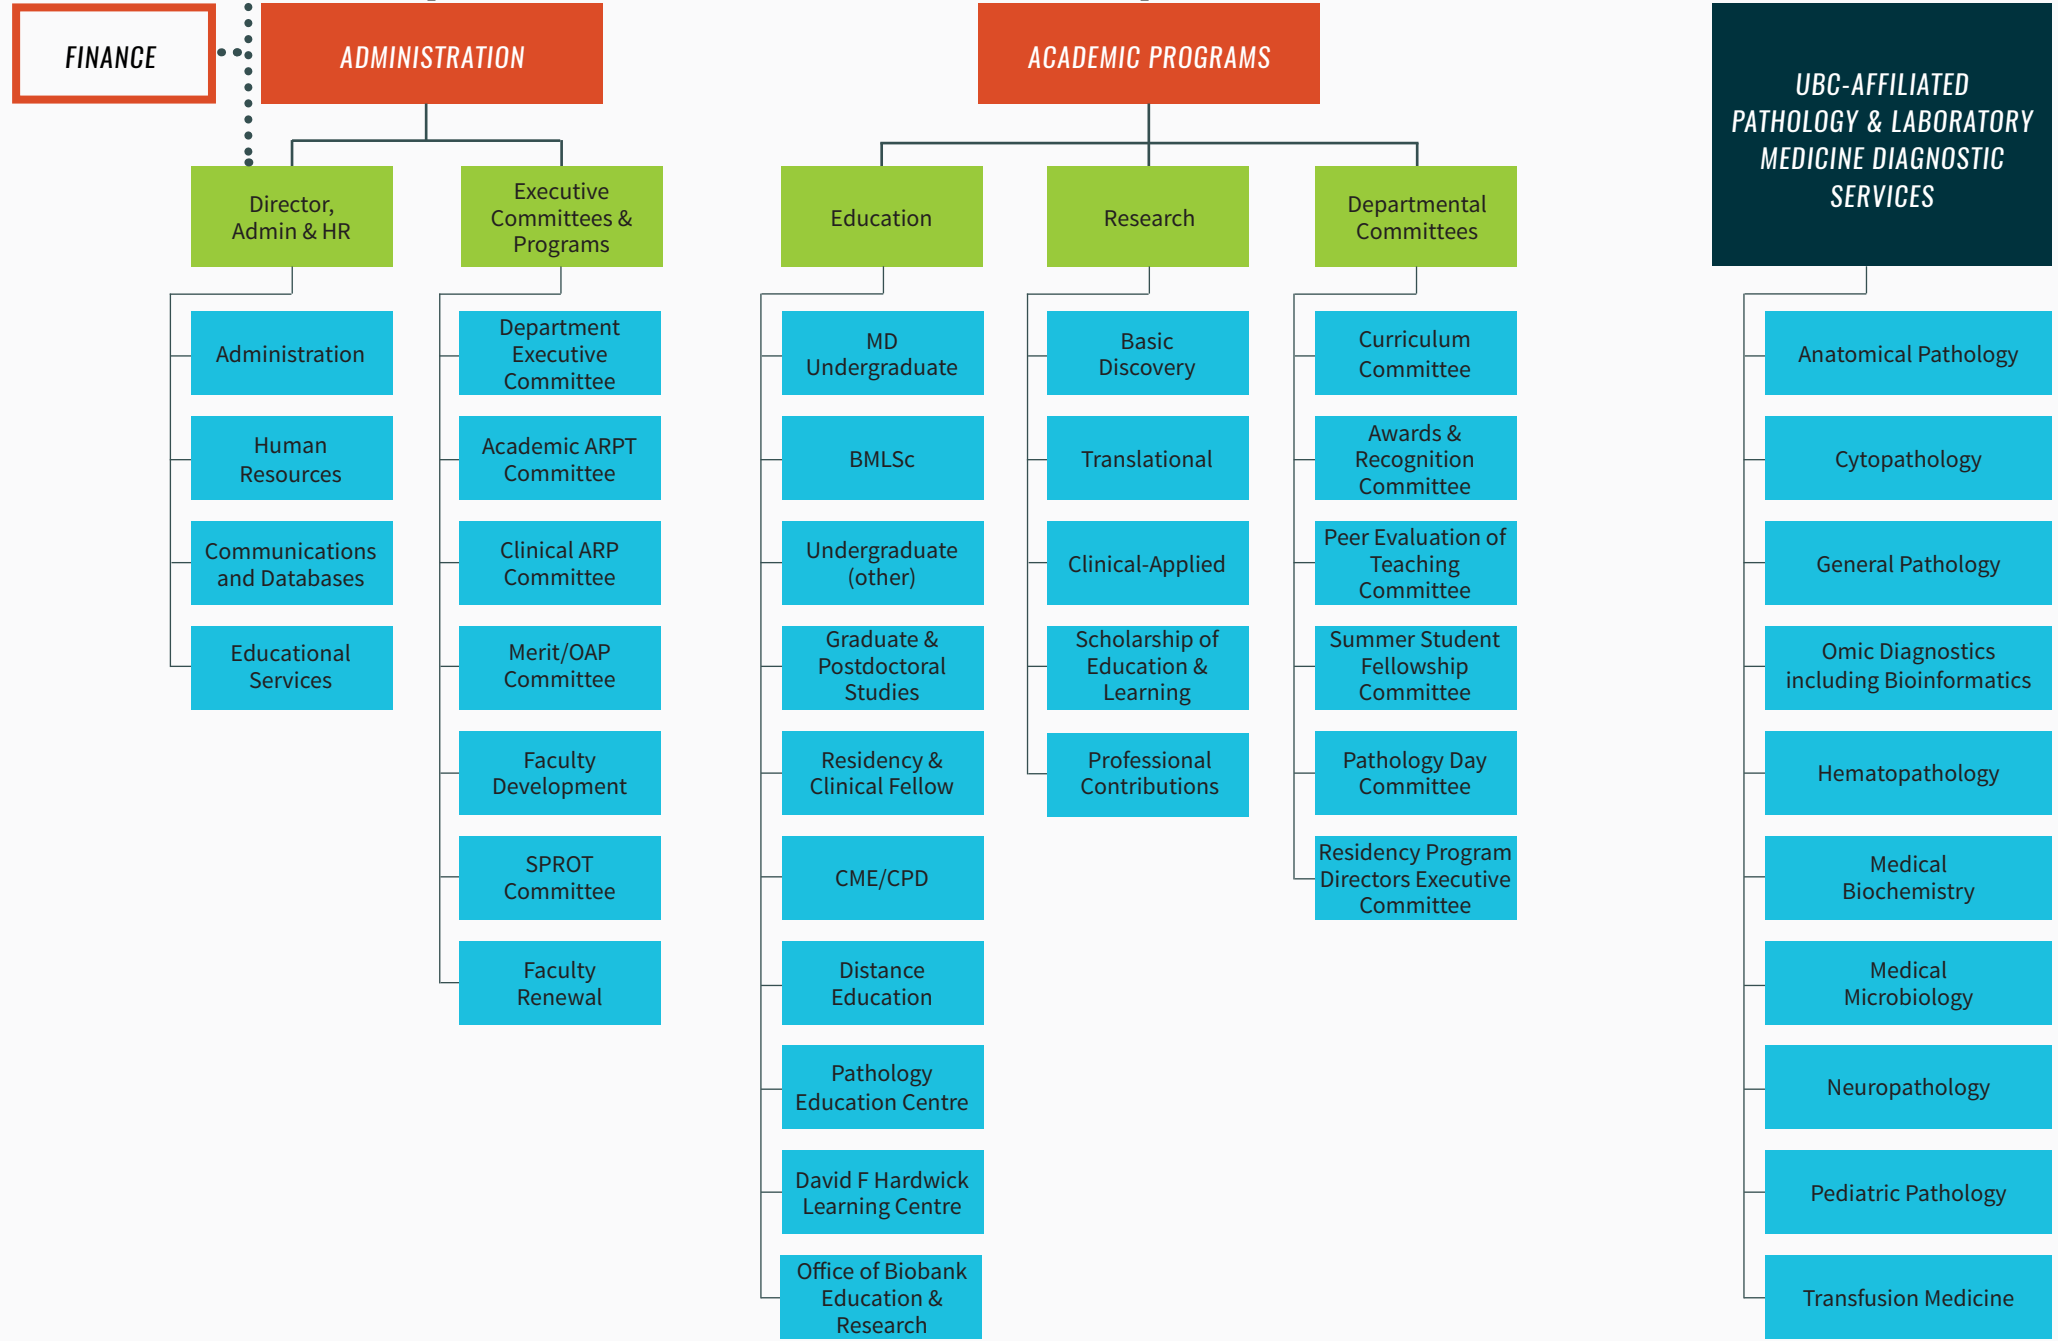 FINANCE
ADMINISTRATION
ACADEMIC PROGRAMS
UBC-AFFILIATED
PATHOLOGY & LABORATORY
MEDICINE DIAGNOSTIC
SERVICES
Director,
Admin & HR
Administration
Human
Resources
Communications
and Databases
Educational
Services
Executive
Committees &
Programs
Department
Executive
Committee
Academic ARPT
Committee
Clinical ARP
Committee
Merit/OAP
Committee
Faculty
Development
SPROT
Committee
Faculty
Renewal
Education
MD
Undergraduate
BMLSc
Undergraduate
(other)
Graduate &
Postdoctoral
Studies
Residency &
Clinical Fellow
CME/CPD
Distance
Education
Pathology
Education Centre
David F Hardwick
Learning Centre
Office of Biobank
Education &
Research
Research
Basic
Discovery
Translational
Clinical-Applied
Scholarship of
Education &
Learning
Professional
Contributions
Departmental
Committees
Curriculum
Committee
Awards &
Recognition
Committee
Peer Evaluation of
Teaching
Committee
Summer Student
Fellowship
Committee
Pathology Day
Committee
Residency Program
Directors Executive
Committee
Anatomical Pathology
Cytopathology
General Pathology
Omic Diagnostics
including Bioinformatics
Hematopathology
Medical
Biochemistry
Medical
Microbiology
Neuropathology
Pediatric Pathology
Transfusion Medicine